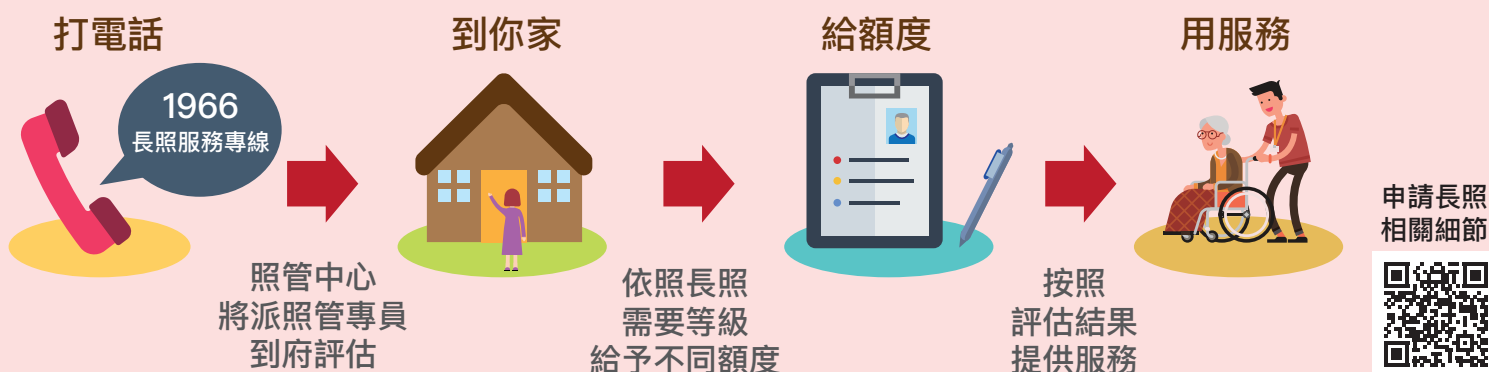 打電話
到你家
給額度
用服務
1966
長照服務專線
照管中心
將派照管專員
到府評估
依照長照
需要等級
給予不同額度
按照
評估結果
提供服務
申請長照
相關細節